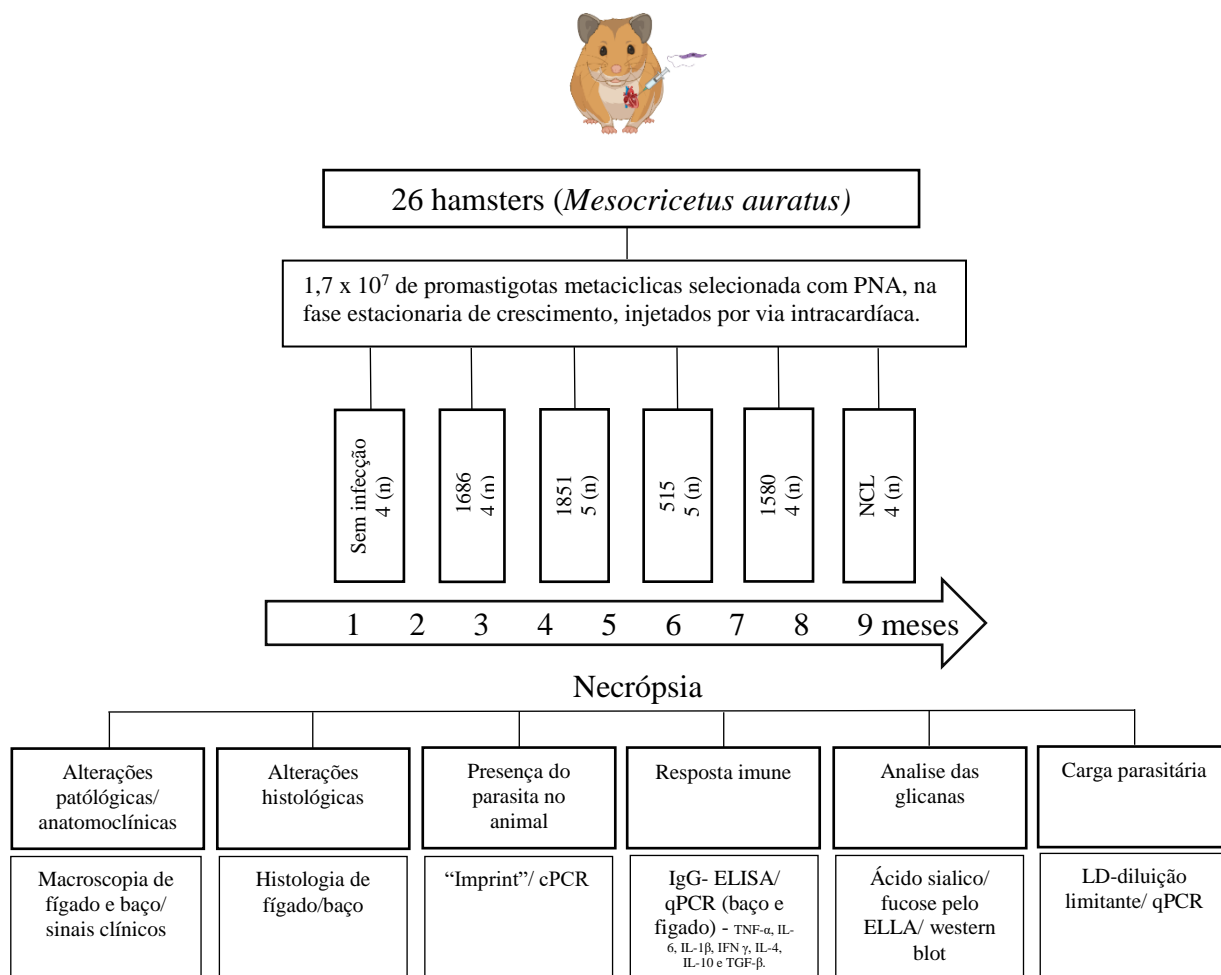 26 hamsters (Mesocricetus auratus)
1,7 x 10⁷ de promastigotas metaciclicas selecionada com PNA, na
fase estacionaria de crescimento, injetados por via intracardíaca.
Sem infecção
4 (n)
1686
4 (n)
1851
5 (n)
515
5 (n)
1580
4 (n)
NCL
4 (n)
1 2 3 4 5 6 7 8 9 meses
Necrópsia
Alterações
patólógicas/
anatomoclínicas
Alterações
histológicas
Presença do
parasita no
animal
Resposta imune
Analise das
glicanas
Carga parasitária
Macroscopia de
fígado e baço/
sinais clínicos
Histologia de
fígado/baço
“Imprint”/ cPCR
IgG- ELISA/
qPCR (baço e
figado) - TNF-α, IL-
6, IL-1β, IFN γ, IL-4,
IL-10 e TGF-β.
Ácido sialico/
fucose pelo
ELLA/ western
blot
LD-diluição
limitante/ qPCR